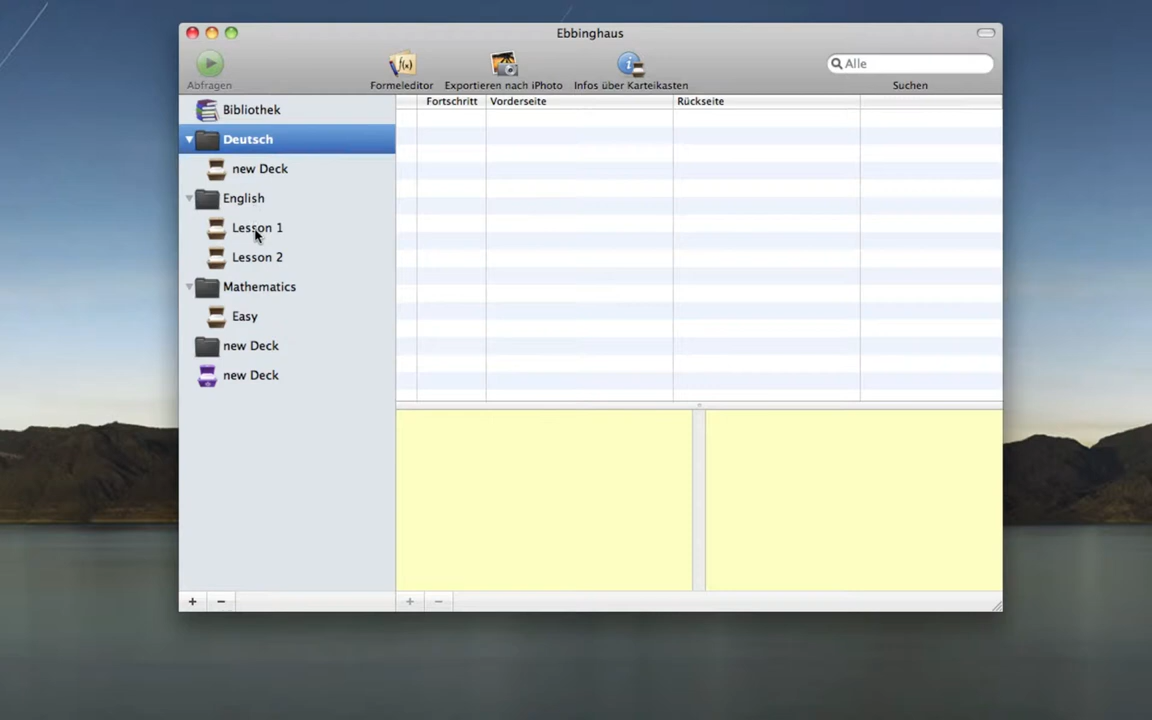 Ebbinghaus
Alle
Abfragen
Formeleditor
Exportieren nach iPhoto
Infos über Karteikasten
Suchen
Bibliothek
Deutsch
new Deck
English
Lesson 1
Lesson 2
Mathematics
Easy
new Deck
new Deck
Fortschritt
Vorderseite
Rückseite